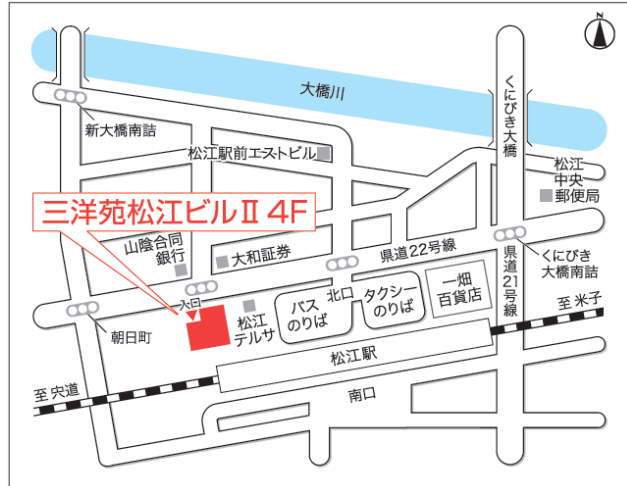 N
大橋川
くにびき大橋
新大橋南詰
松江駅前エストビル
松江
中央
郵便局
三洋苑松江ビルⅡ 4F
山陰合同
銀行
大和証券
県道22号線
くにびき
大橋南詰
県道21号線
入口
松江
テルサ
バス
のりば
北口
タクシー
のりば
一畑
百貨店
至 米子
朝日町
松江駅
至 宍道
南口